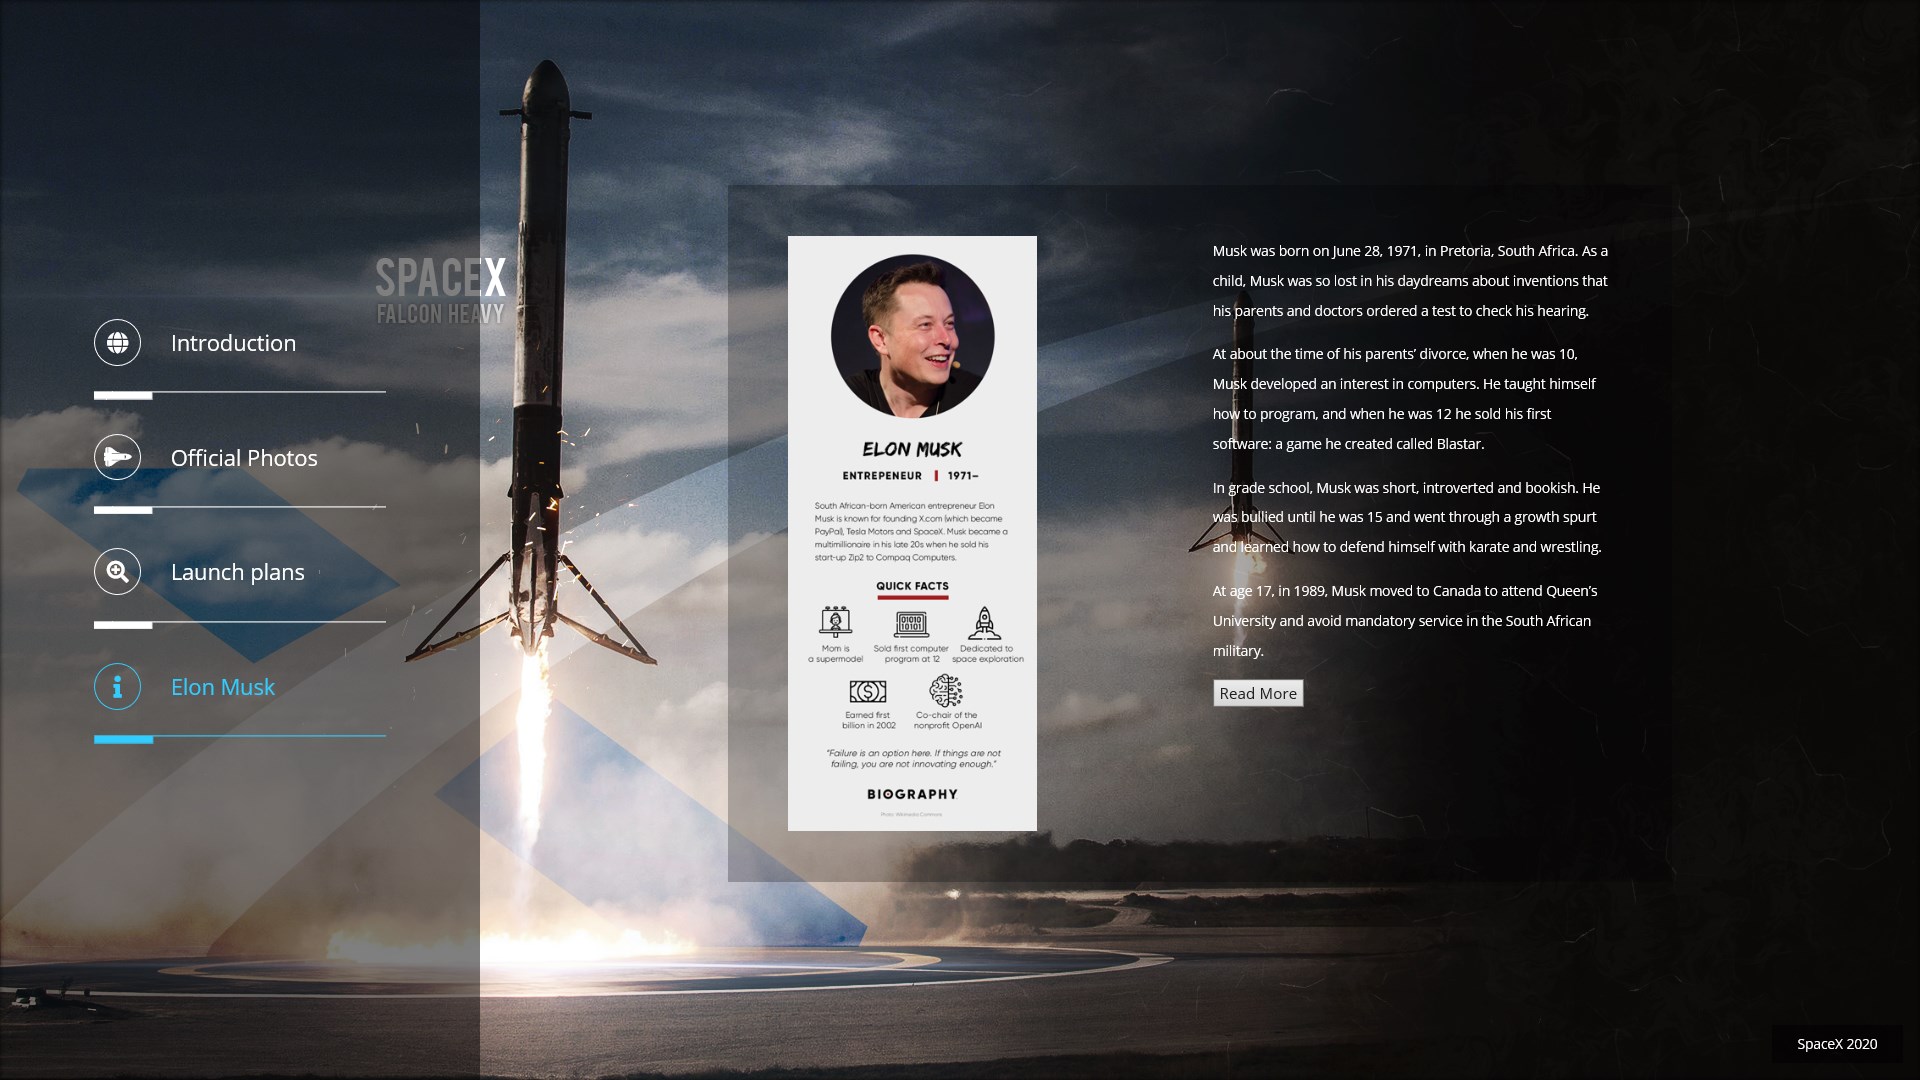 SPACEX
FALCON HEAVY
Introduction
Official Photos
Launch plans
Elon Musk
ELON MUSK
ENTREPENEUR | 1971–
South African-born American entrepreneur Elon
Musk is known for founding X.com (which became
PayPal), Tesla Motors and SpaceX. Musk became a
multimillionaire in his late 20s when he sold his
start-up Zip2 to Compaq Computers.
QUICK FACTS
01010
10101
Mom is
a supermodel
Sold first computer
program at 12
Dedicated to
space exploration
Earned first
billion in 2002
Co-chair of the
nonprofit OpenAI
"Failure is an option here. If things are not
failing, you are not innovating enough."
BIOGRAPHY
Photo: Wikimedia Commons
Musk was born on June 28, 1971, in Pretoria, South Africa. As a
child, Musk was so lost in his daydreams about inventions that
his parents and doctors ordered a test to check his hearing.
At about the time of his parents’ divorce, when he was 10,
Musk developed an interest in computers. He taught himself
how to program, and when he was 12 he sold his first
software: a game he created called Blastar.
In grade school, Musk was short, introverted and bookish. He
was bullied until he was 15 and went through a growth spurt
and learned how to defend himself with karate and wrestling.
At age 17, in 1989, Musk moved to Canada to attend Queen’s
University and avoid mandatory service in the South African
military.
Read More
SpaceX 2020